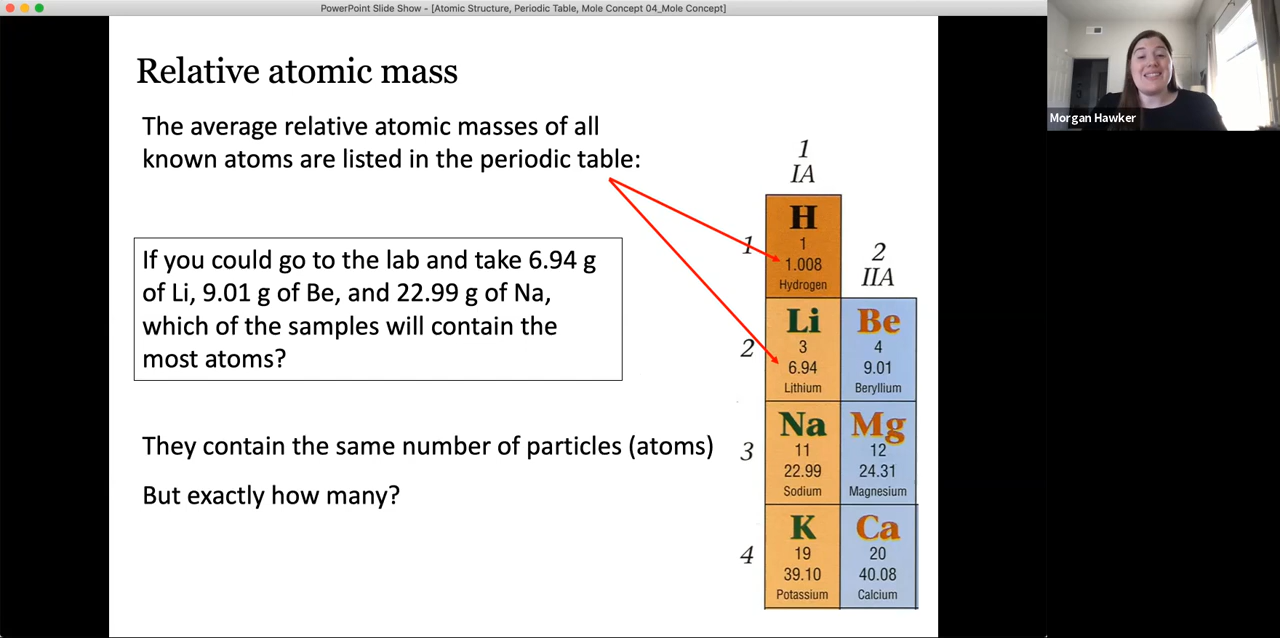 PowerPoint Slide Show - [Atomic Structure, Periodic Table, Mole Concept 04_Mole Concept]
Morgan Hawker
Relative atomic mass
The average relative atomic masses of all
known atoms are listed in the periodic table:
If you could go to the lab and take 6.94 g
of Li, 9.01 g of Be, and 22.99 g of Na,
which of the samples will contain the
most atoms?
They contain the same number of particles (atoms)
But exactly how many?
1
IA
1
H
1
1.008
Hydrogen
2
IIA
2
Li
3
6.94
Lithium
Be
4
9.01
Beryllium
3
Na
11
22.99
Sodium
Mg
12
24.31
Magnesium
4
K
19
39.10
Potassium
Ca
20
40.08
Calcium